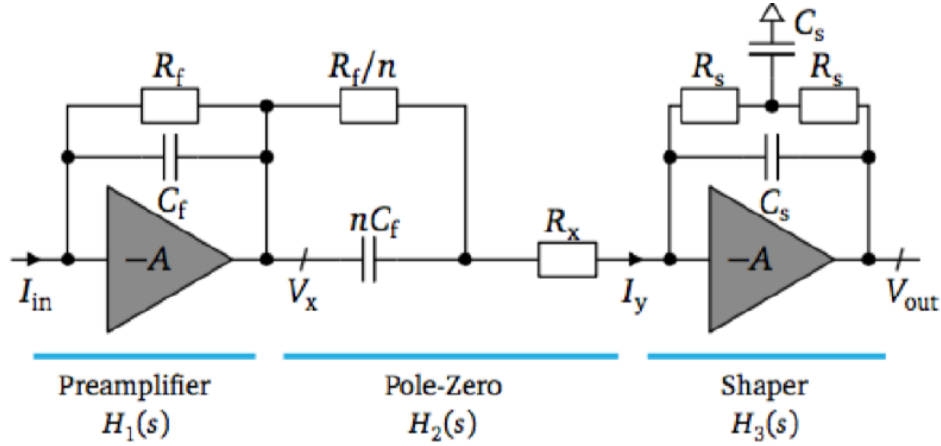 C_s
R_f
R_f/n
R_s
R_s
C_f
nC_f
R_x
C_s
−A
−A
I_in
V_x
I_y
V_out
Preamplifier
H_1(s)
Pole-Zero
H_2(s)
Shaper
H_3(s)